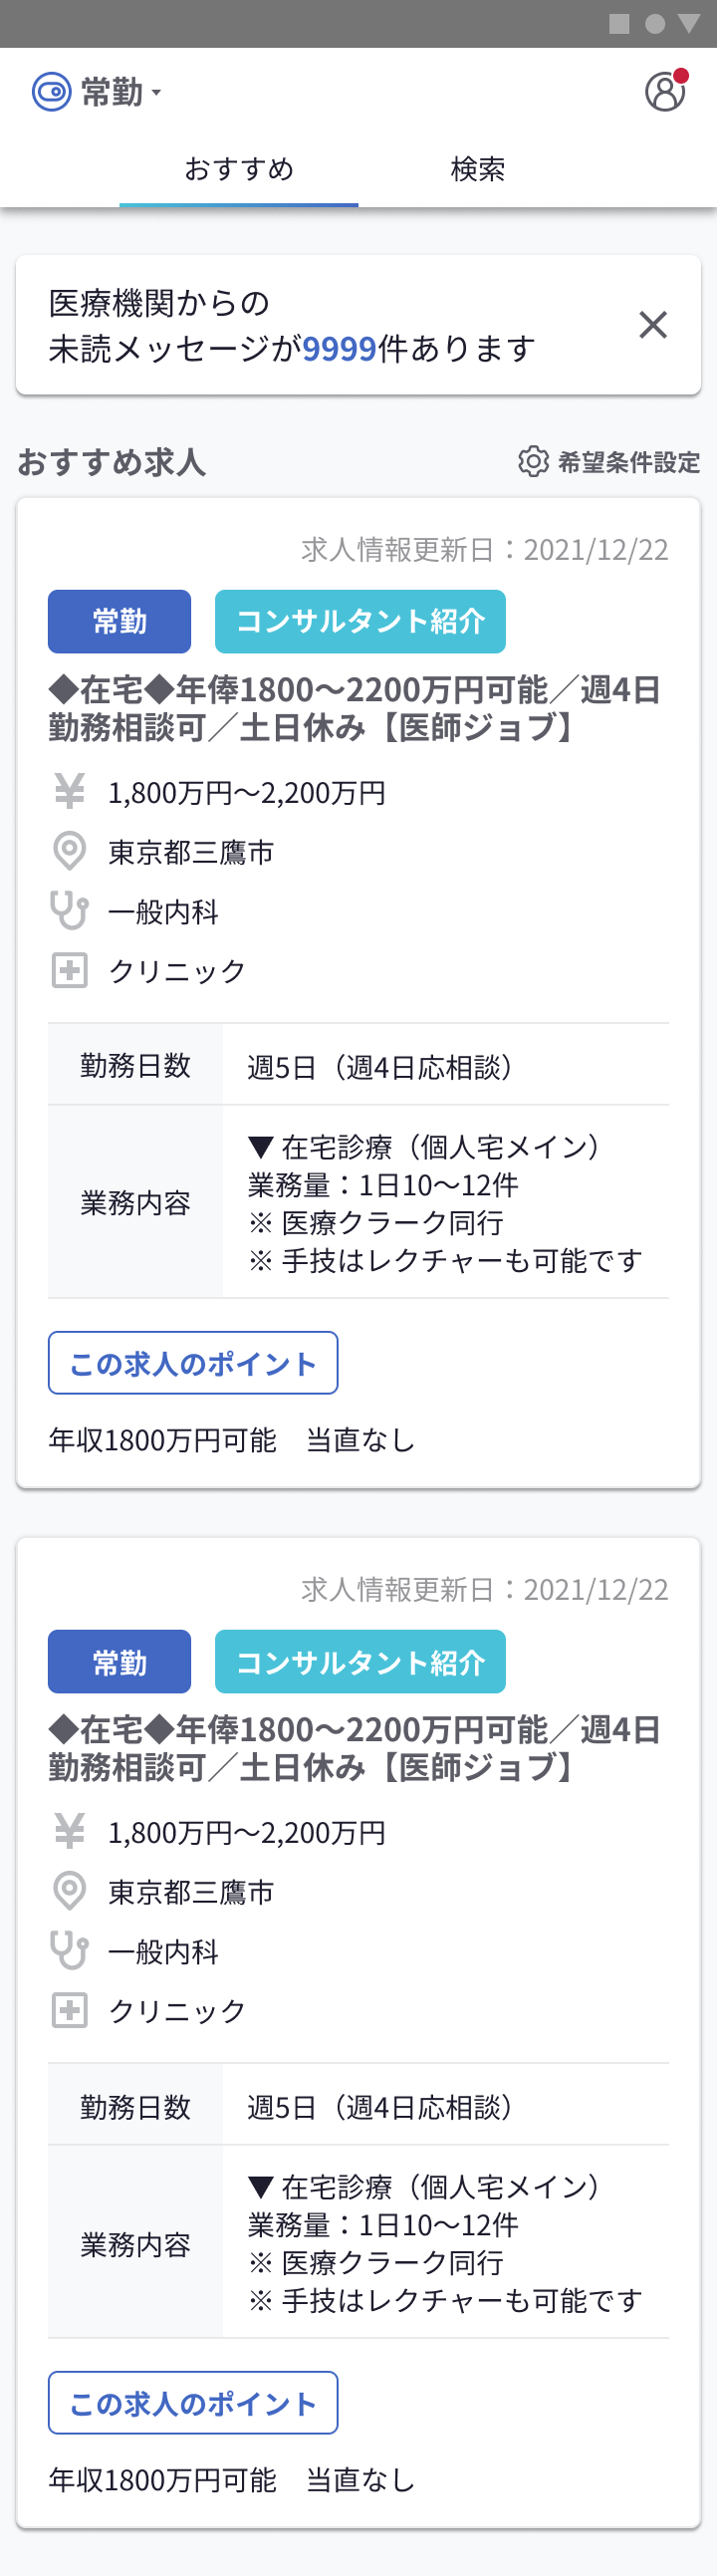 常勤
おすすめ 検索
医療機関からの
未読メッセージが9999件あります
おすすめ求人 希望条件設定
求人情報更新日：2021/12/22
常勤 コンサルタント紹介
◆在宅◆年俸1800～2200万円可能／週4日
勤務相談可／土日休み【医師ジョブ】
1,800万円～2,200万円
東京都三鷹市
一般内科
クリニック
勤務日数 週5日（週4日応相談）
▼ 在宅診療（個人宅メイン）
業務量：1日10～12件
業務内容
※ 医療クラーク同行
※ 手技はレクチャーも可能です
この求人のポイント
年収1800万円可能　当直なし
求人情報更新日：2021/12/22
常勤 コンサルタント紹介
◆在宅◆年俸1800～2200万円可能／週4日
勤務相談可／土日休み【医師ジョブ】
1,800万円～2,200万円
東京都三鷹市
一般内科
クリニック
勤務日数 週5日（週4日応相談）
▼ 在宅診療（個人宅メイン）
業務量：1日10～12件
業務内容
※ 医療クラーク同行
※ 手技はレクチャーも可能です
この求人のポイント
年収1800万円可能　当直なし